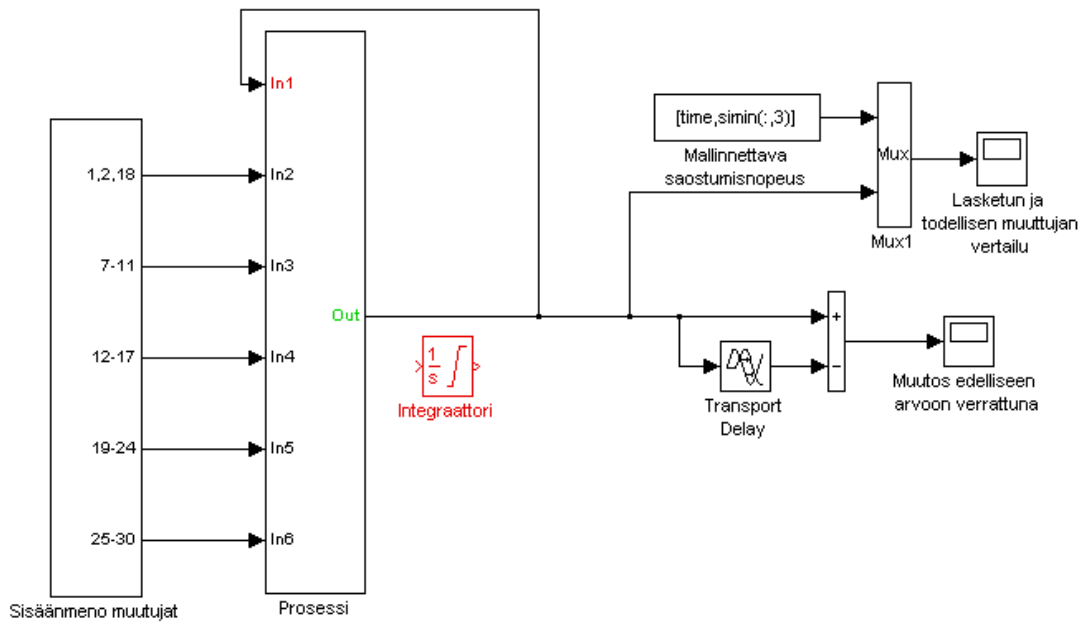 In1
1,2,18
In2
7-11
In3
12-17
In4
19-24
In5
25-30
In6
Out
Sisäänmeno muutujat
Prosessi
1
s
Integraattori
[time,simin(:,3)]
Mallinnettava
saostumisnopeus
Mux
Mux1
Lasketun ja
todellisen muuttujan
vertailu
+
−
Transport
Delay
Muutos edelliseen
arvoon verrattuna